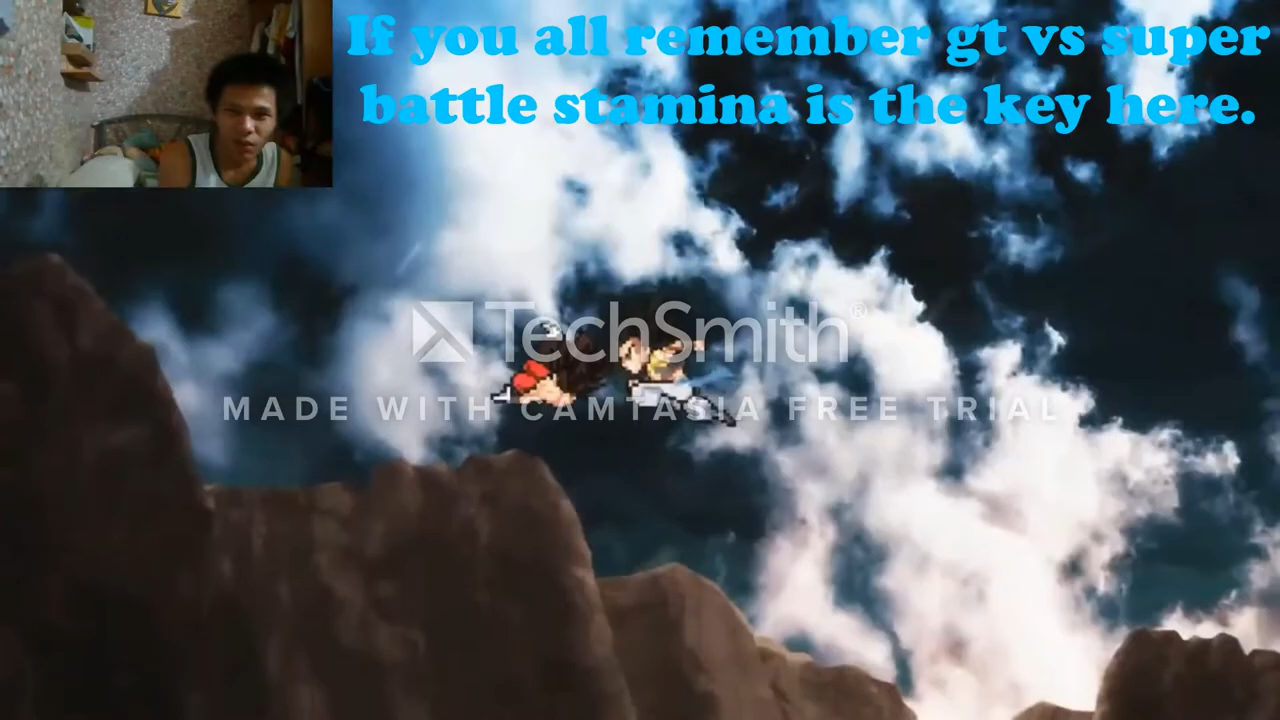 If you all remember gt vs super
battle stamina is the key here.
TechSmith®
MADE WITH CAMTASIA FREE TRIAL